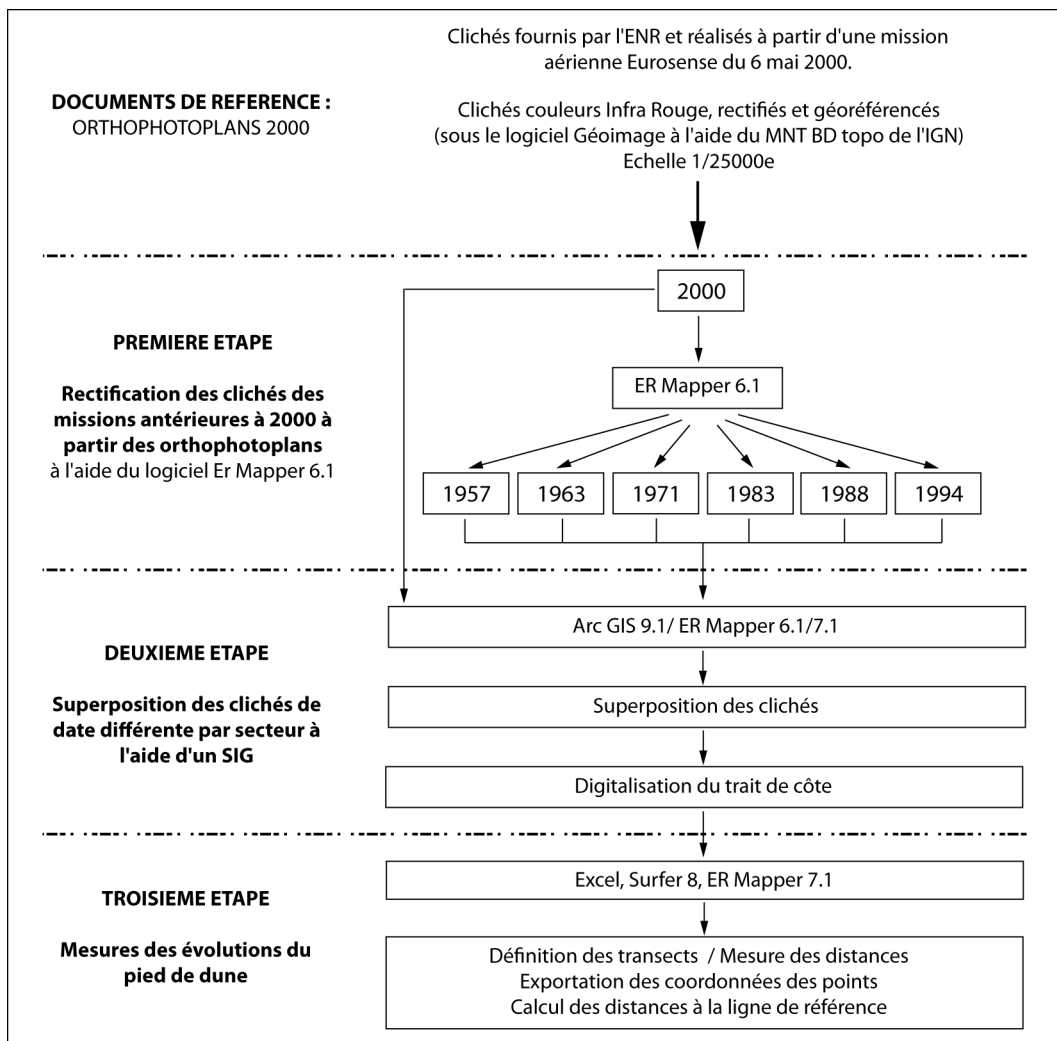 Clichés fournis par l'ENR et réalisés à partir d'une mission
aérienne Eurosense du 6 mai 2000.
DOCUMENTS DE REFERENCE :
ORTHOPHOTOPLANS 2000
Clichés couleurs Infra Rouge, rectifiés et géoréférencés
(sous le logiciel Géoimage à l'aide du MNT BD topo de l'IGN)
Echelle 1/25000e
2000
PREMIERE ETAPE
Rectification des clichés des
missions antérieures à 2000 à
partir des orthophotoplans
à l'aide du logiciel Er Mapper 6.1
ER Mapper 6.1
1957 1963 1971 1983 1988 1994
DEUXIEME ETAPE
Superposition des clichés de
date différente par secteur à
l'aide d'un SIG
Arc GIS 9.1/ ER Mapper 6.1/7.1
Superposition des clichés
Digitalisation du trait de côte
TROISIEME ETAPE
Mesures des évolutions du
pied de dune
Excel, Surfer 8, ER Mapper 7.1
Définition des transects / Mesure des distances
Exportation des coordonnées des points
Calcul des distances à la ligne de référence